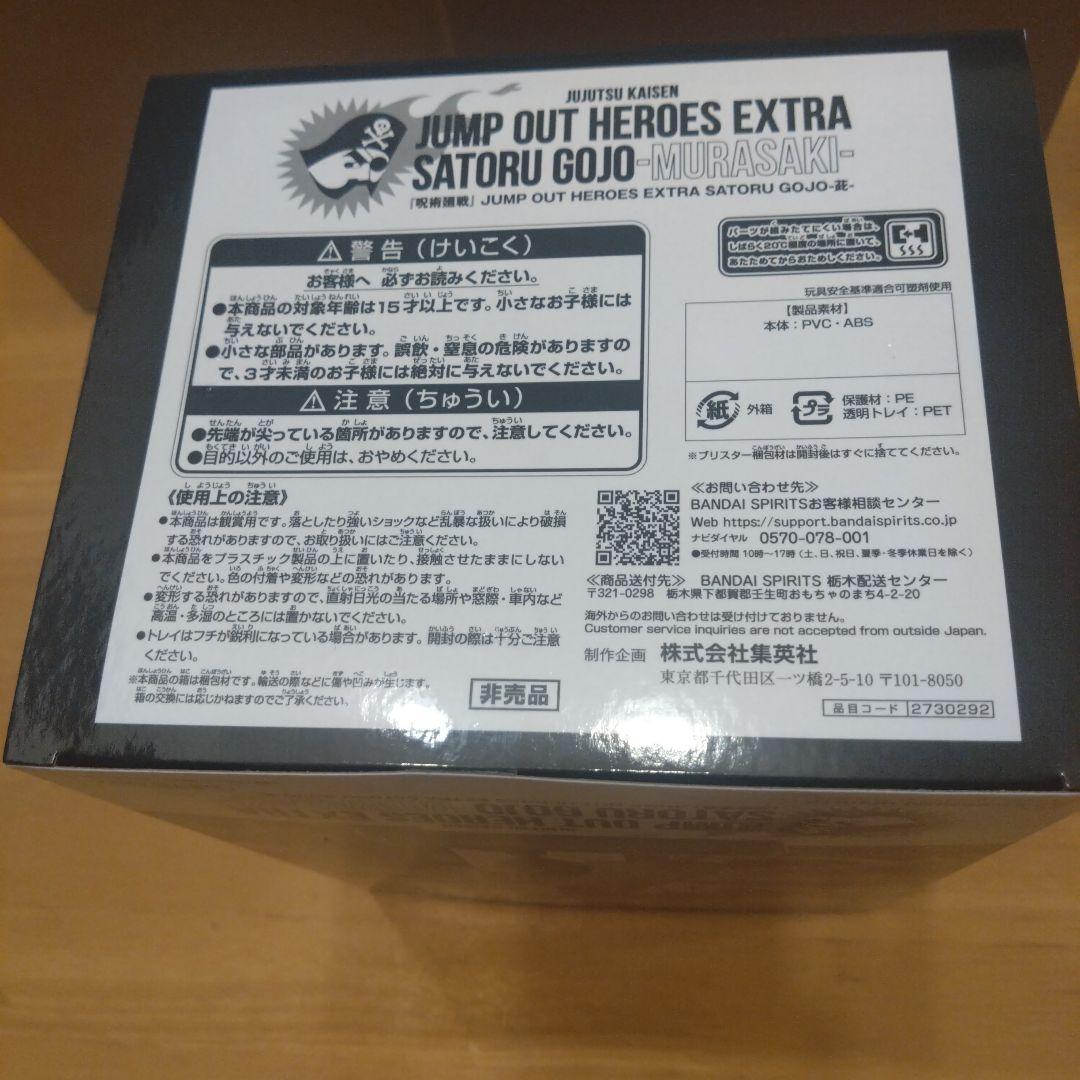 JUJUTSU KAISEN
JUMP OUT HEROES EXTRA
SATORU GOJO-MURASAKI-
『呪術廻戦』 JUMP OUT HEROES EXTRA SATORU GOJO-茈-
⚠警告(けいこく)
お客様へ 必ずお読みください。
●本商品の対象年齢は15才以上です。小さなお子様には
与えないでください。
●小さな部品があります。誤飲・窒息の危険がありますの
で、3才未満のお子様には絶対に与えないでください。
⚠注意(ちゅうい)
●先端が尖っている箇所がありますので、注意してください。
●目的以外のご使用は、おやめください。
《使用上の注意》
●本商品は観賞用です。落としたり強いショックなど乱暴な扱いにより破損
する恐れがありますので、お取り扱いにはご注意ください。
●本商品をプラスチック製品の上に置いたり、接触させたままにしない
でください。色の付着や変形などの恐れがあります。
●変形する恐れがありますので、直射日光の当たる場所や窓際・車内など
高温・多湿のところには置かないでください。
●トレイはフチが鋭利になっている場合があります。開封の際は十分ご注意
ください。
※本商品の箱は梱包材です。輸送の際などに傷や凹みが生じます。
箱の交換には応じかねますのでご了承ください。
非売品
パーツが組みたてにくい場合は、
しばらく20℃程度の場所に置いて、
あたためてからおためしください。
玩具安全基準適合可塑剤使用
【製品素材】
本体:PVC・ABS
紙 外箱
プラ 保護材:PE
透明トレイ:PET
※ブリスター梱包材は開封後はすぐに捨ててください。
≪お問い合わせ先≫
BANDAI SPIRITSお客様相談センター
Web https://support.bandaispirits.co.jp
ナビダイヤル 0570-078-001
●受付時間 10時〜17時(土、日、祝日、夏季・冬季休業日を除く)
≪商品送付先≫ BANDAI SPIRITS 栃木配送センター
〒321-0298 栃木県下都賀郡壬生町おもちゃのまち4-2-20
海外からのお問い合わせは受け付けておりません。
Customer service inquiries are not accepted from outside Japan.
制作企画 株式会社集英社
東京都千代田区一ツ橋2-5-10 〒101-8050
品目コード 2730292